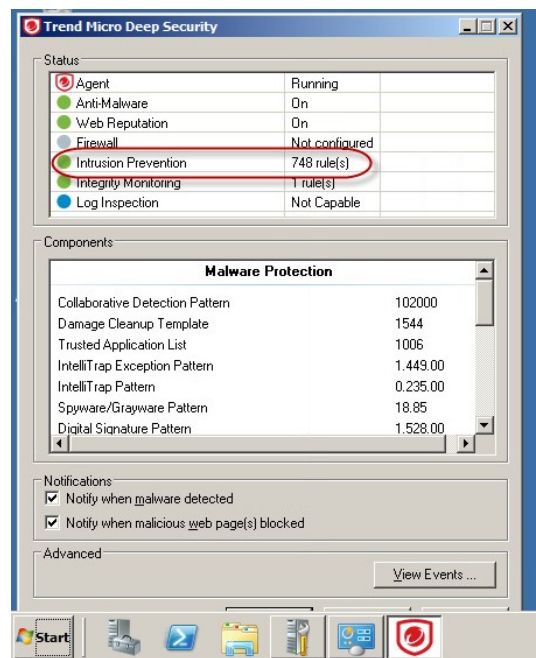 Trend Micro Deep Security
Status
Agent Running
Anti-Malware On
Web Reputation On
Firewall Not configured
Intrusion Prevention 748 rule(s)
Integrity Monitoring 1 rule(s)
Log Inspection Not Capable
Components
Malware Protection
Collaborative Detection Pattern 102000
Damage Cleanup Template 1544
Trusted Application List 1006
IntelliTrap Exception Pattern 1.449.00
IntelliTrap Pattern 0.235.00
Spyware/Grayware Pattern 18.85
Digital Signature Pattern 1.528.00
Notifications
Notify when malware detected
Notify when malicious web page(s) blocked
Advanced
View Events ...
Start